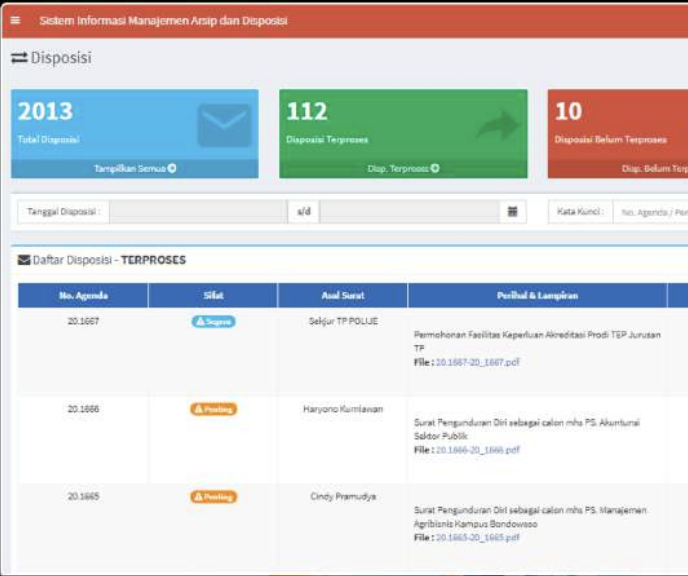 Sistem Informasi Manajemen Arsip dan Disposisi
Disposisi
2013
Total Disposisi
Tampilkan Semua
112
Disposisi Terproses
Disp. Terproses
10
Disposisi Belum Terproses
Disp. Belum Terp
Tanggal Disposisi :
s/d
Kata Kunci :
No. Agenda / Per
Daftar Disposisi - TERPROSES
No. Agenda Sifat Asal Surat Perihal & Lampiran
20.1667 Segera Sekjur TP POLIJE
Permohonan Fasilitas Keperluan Akreditasi Prodi TEP Jurusan
TP
File : 20.1667-20_1667.pdf
20.1666 Penting Haryono Kurniawan
Surat Pengunduran Diri sebagai calon mhs PS. Akuntansi
Sektor Publik
File : 20.1666-20_1666.pdf
20.1665 Penting Cindy Pramudya
Surat Pengunduran Diri sebagai calon mhs PS. Manajemen
Agribisnis Kampus Bondowoso
File : 20.1665-20_1665.pdf